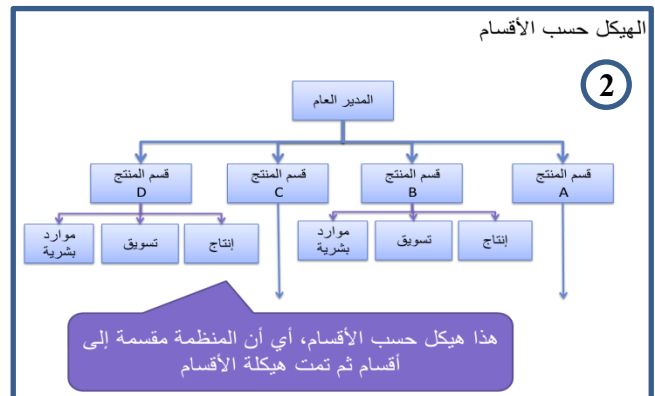 الهيكل حسب الأقسام
2
المدير العام
قسم المنتج
A
قسم المنتج
B
قسم المنتج
C
قسم المنتج
D
إنتاج
تسويق
موارد
بشرية
إنتاج
تسويق
موارد
بشرية
هذا هيكل حسب الأقسام، أي أن المنظمة مقسمة إلى
أقسام ثم تمت هيكلة الأقسام